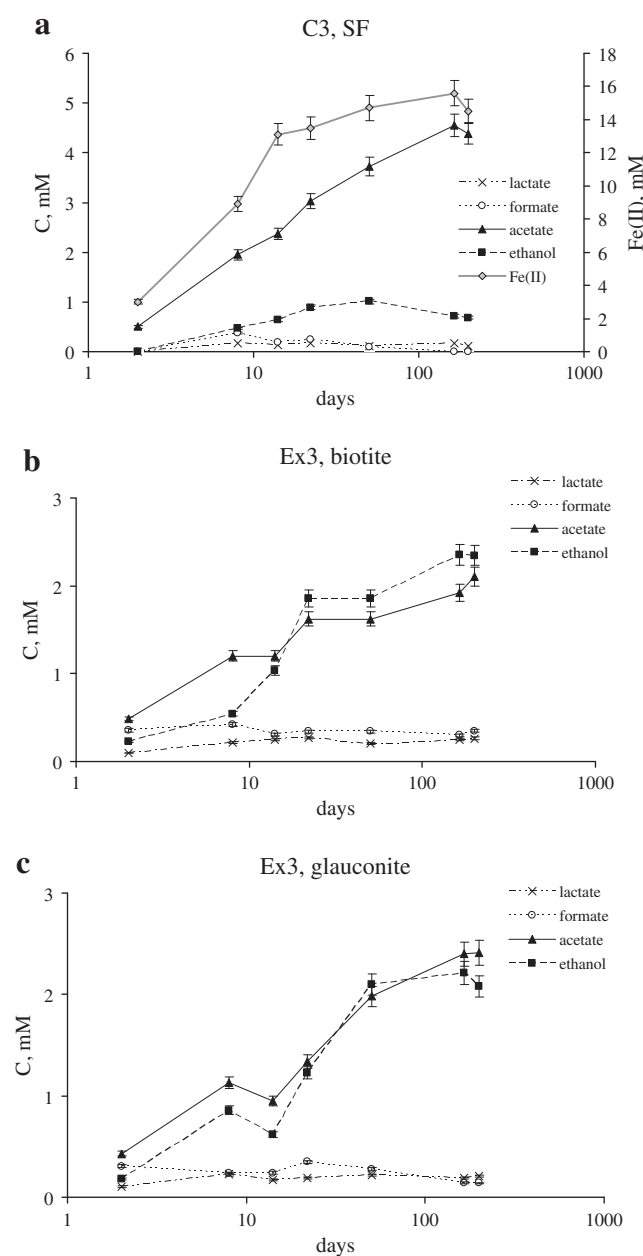 a
C3, SF
6
5
4
3
2
1
0
C, mM
18
16
14
12
10
8
6
4
2
0
Fe(II), mM
lactate
formate
acetate
ethanol
Fe(II)
1
10
100
1000
days
b
Ex3, biotite
lactate
formate
acetate
ethanol
3
2
1
0
C, mM
1
10
100
1000
days
c
Ex3, glauconite
lactate
formate
acetate
ethanol
3
2
1
0
C, mM
1
10
100
1000
days